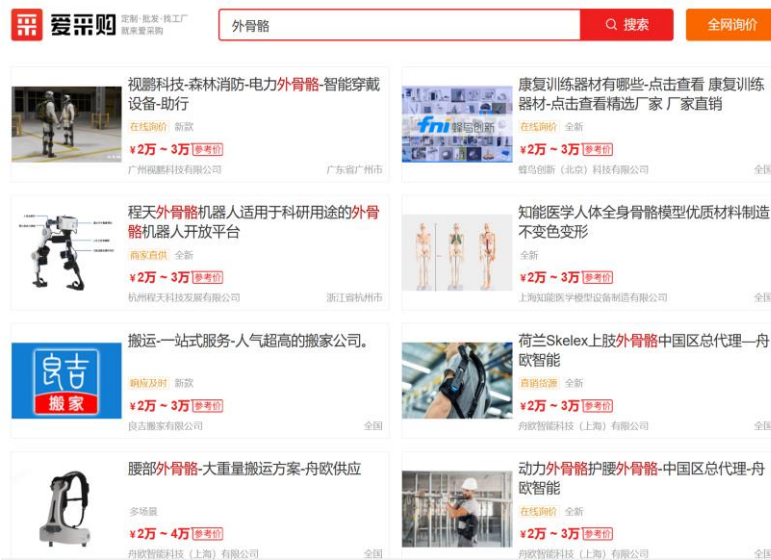 采 爱采购 定制·批发·找工厂
就来爱采购
外骨骼
搜索
全网询价
视鹏科技-森林消防-电力外骨骼-智能穿戴
设备-助行
在线询价 新款
¥2万 ~ 3万 参考价
广州视鹏科技有限公司 广东省广州市
康复训练器材有哪些-点击查看 康复训练
器材-点击查看精选厂家 厂家直销
fni 蜂鸟创新
在线询价 全新
¥2万 ~ 3万 参考价
蜂鸟创新（北京）科技有限公司 全国
程天外骨骼机器人适用于科研用途的外骨
骼机器人开放平台
商家直供 全新
¥2万 ~ 3万 参考价
杭州程天科技发展有限公司 浙江省杭州市
知能医学人体全身骨骼模型优质材料制造
不变色变形
全新
¥2万 ~ 3万 参考价
上海知能医学模型设备制造有限公司 全国
搬运-一站式服务-人气超高的搬家公司。
良吉
搬家
响应及时 新款
¥2万 ~ 3万 参考价
良吉搬家有限公司 全国
荷兰Skelex上肢外骨骼中国区总代理—舟
欧智能
直销货源 全新
¥2万 ~ 3万 参考价
舟欧智能科技（上海）有限公司 全国
腰部外骨骼-大重量搬运方案-舟欧供应
多场景
¥2万 ~ 4万 参考价
舟欧智能科技（上海）有限公司 全国
动力外骨骼护腰外骨骼-中国区总代理-舟
欧智能
在线询价 全新
¥2万 ~ 3万 参考价
舟欧智能科技（上海）有限公司 全国